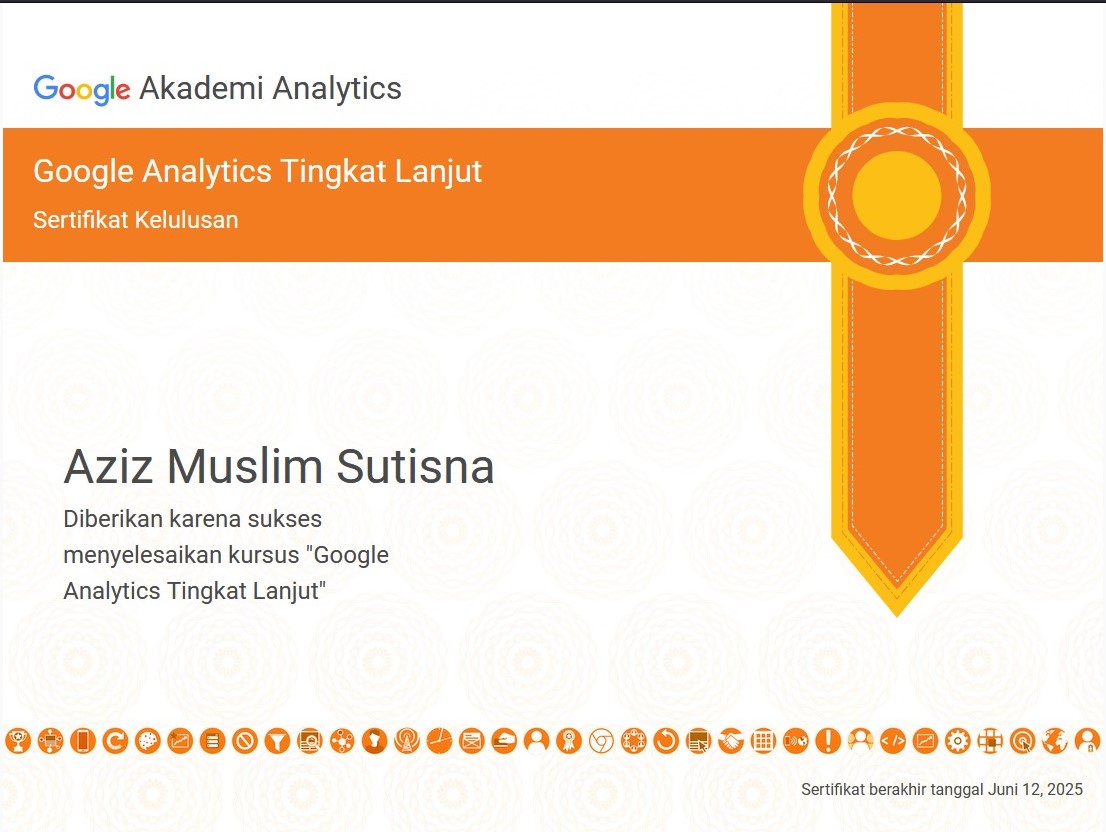 Google Akademi Analytics
Google Analytics Tingkat Lanjut
Sertifikat Kelulusan
Aziz Muslim Sutisna
Diberikan karena sukses
menyelesaikan kursus "Google
Analytics Tingkat Lanjut"
Sertifikat berakhir tanggal Juni 12, 2025